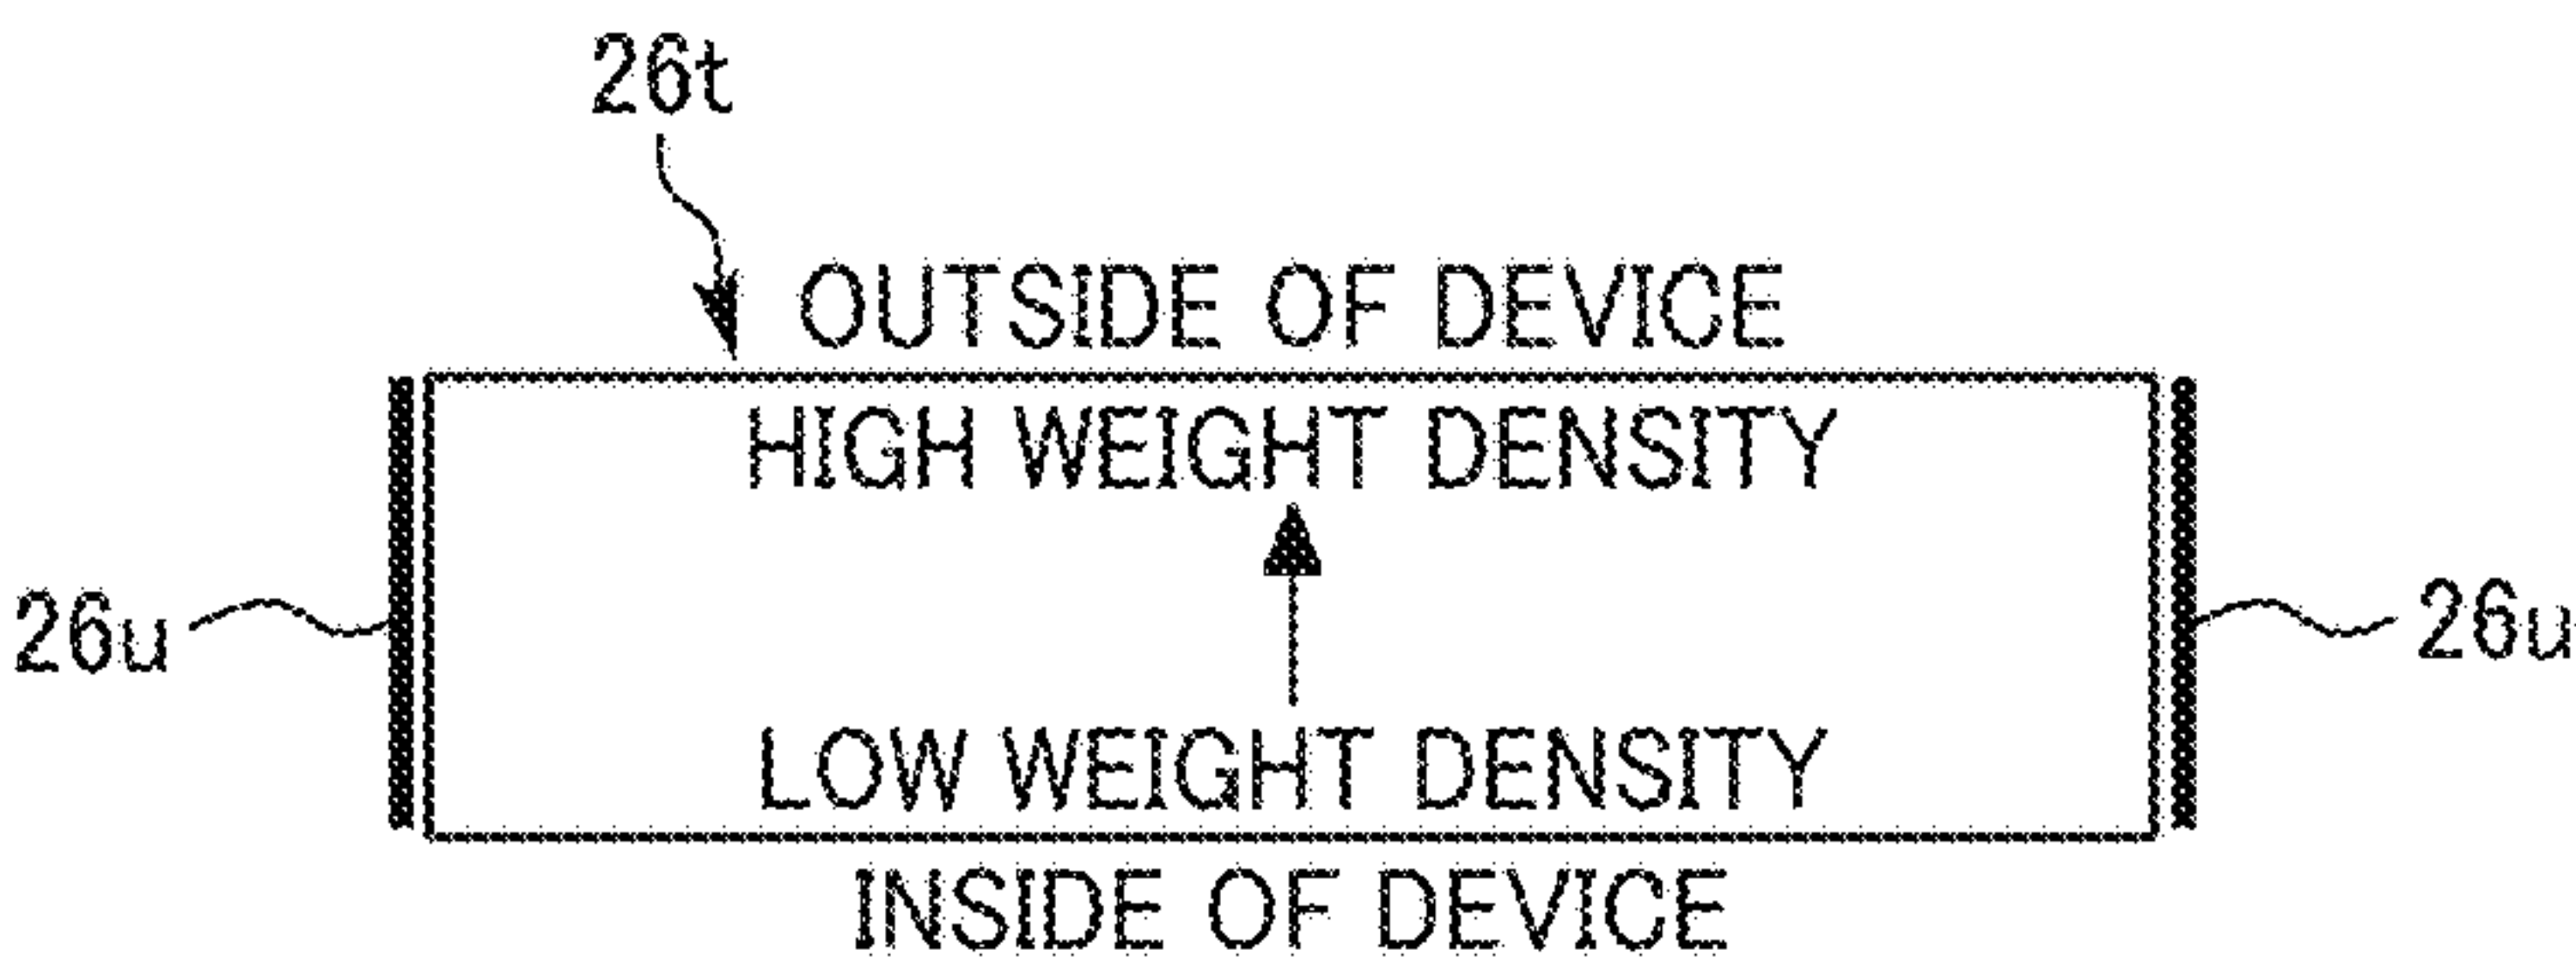 26t
OUTSIDE OF DEVICE
HIGH WEIGHT DENSITY
26u
26u
LOW WEIGHT DENSITY
INSIDE OF DEVICE